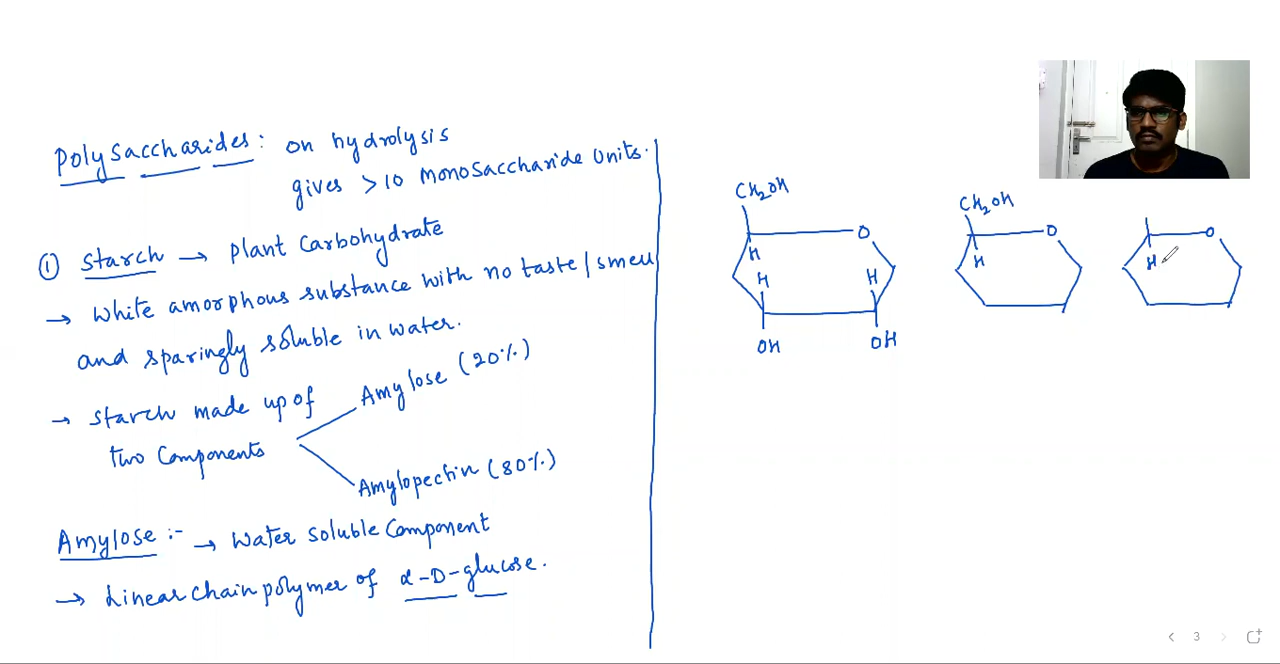 Polysaccharides: on hydrolysis
gives >10 monosaccharide Units.
① Starch → plant Carbohydrate
→ White amorphous substance with no taste/smell
and sparingly soluble in water.
→ Starch made up of
two Components
Amylose (20%)
Amylopectin (80%)
Amylose :- → Water soluble Component
→ Linear chain polymer of α-D-glucose.
CH₂OH
O
H
H
H
OH
OH
CH₂OH
O
H
O
H
3